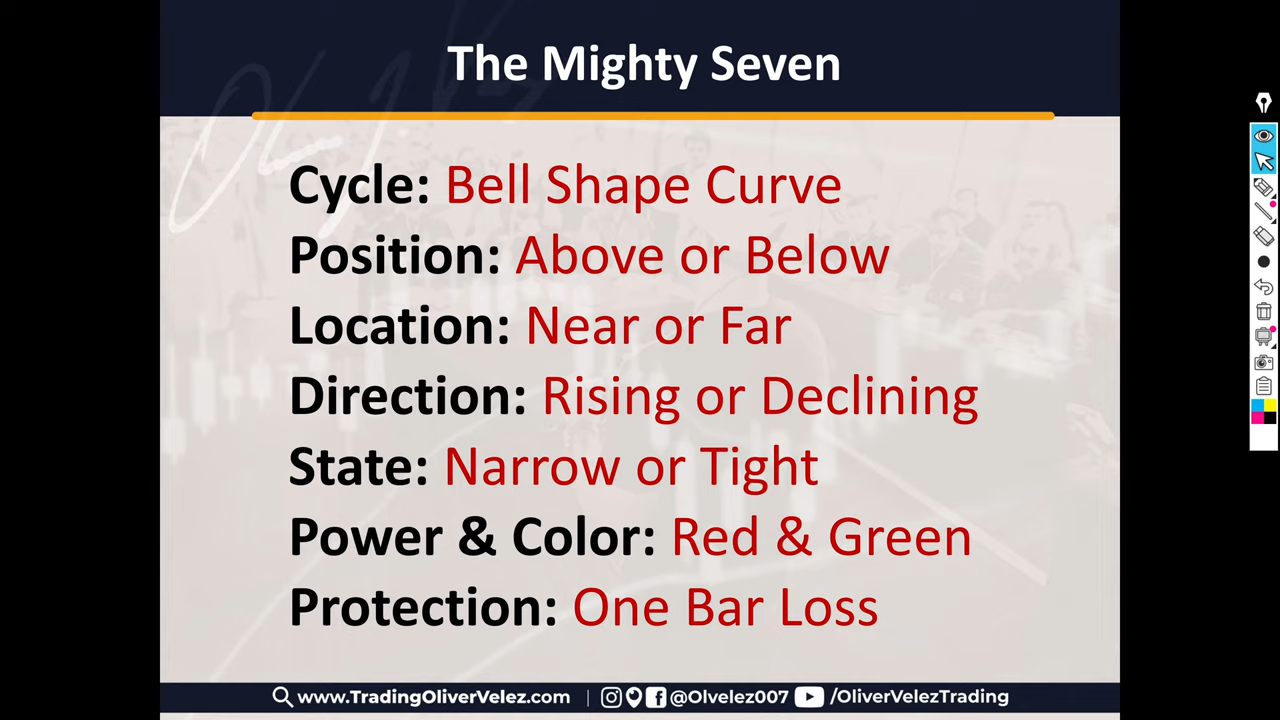 The Mighty Seven
Cycle: Bell Shape Curve
Position: Above or Below
Location: Near or Far
Direction: Rising or Declining
State: Narrow or Tight
Power & Color: Red & Green
Protection: One Bar Loss
www.TradingOliverVelez.com | @Olvelez007 /OliverVelezTrading